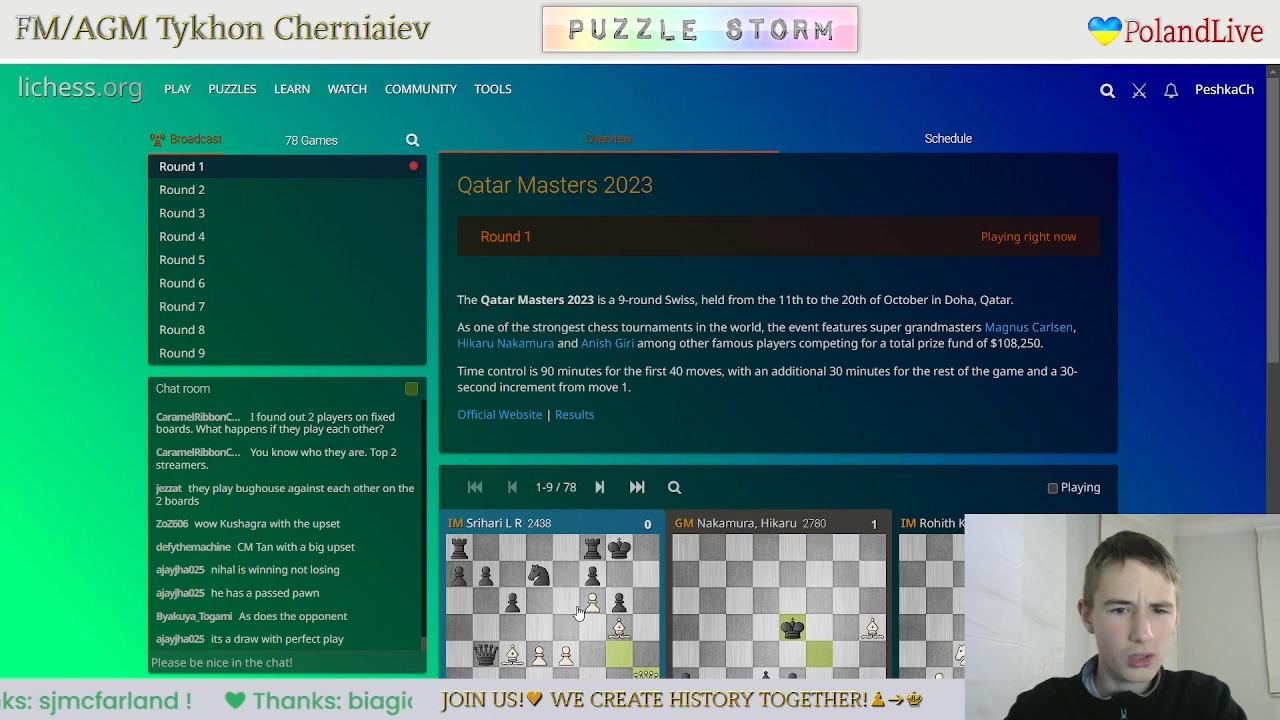 FM/AGM Tykhon Cherniaiev
PUZZLE STORM
PolandLive
lichess.org PLAY PUZZLES LEARN WATCH COMMUNITY TOOLS PeshkaCh
Broadcast 78 Games
Round 1
Round 2
Round 3
Round 4
Round 5
Round 6
Round 7
Round 8
Round 9
Overview Schedule
Qatar Masters 2023
Round 1 Playing right now
The Qatar Masters 2023 is a 9-round Swiss, held from the 11th to the 20th of October in Doha, Qatar.
As one of the strongest chess tournaments in the world, the event features super grandmasters Magnus Carlsen,
Hikaru Nakamura and Anish Giri among other famous players competing for a total prize fund of $108,250.
Time control is 90 minutes for the first 40 moves, with an additional 30 minutes for the rest of the game and a 30-
second increment from move 1.
Official Website | Results
Chat room
CaramelRibbonC... I found out 2 players on fixed
boards. What happens if they play each other?
CaramelRibbonC... You know who they are. Top 2
streamers.
jezzat they play bughouse against each other on the
2 boards
ZoZ606 wow Kushagra with the upset
defythemachine CM Tan with a big upset
ajayjha025 nihal is winning not losing
ajayjha025 he has a passed pawn
Byakuya_Togami As does the opponent
ajayjha025 its a draw with perfect play
Please be nice in the chat!
1-9 / 78 Playing
IM Srihari L R 2438 0
GM Nakamura, Hikaru 2780 1
IM Rohith K
nks: sjmcfarland ! Thanks: biagio
JOIN US! WE CREATE HISTORY TOGETHER!